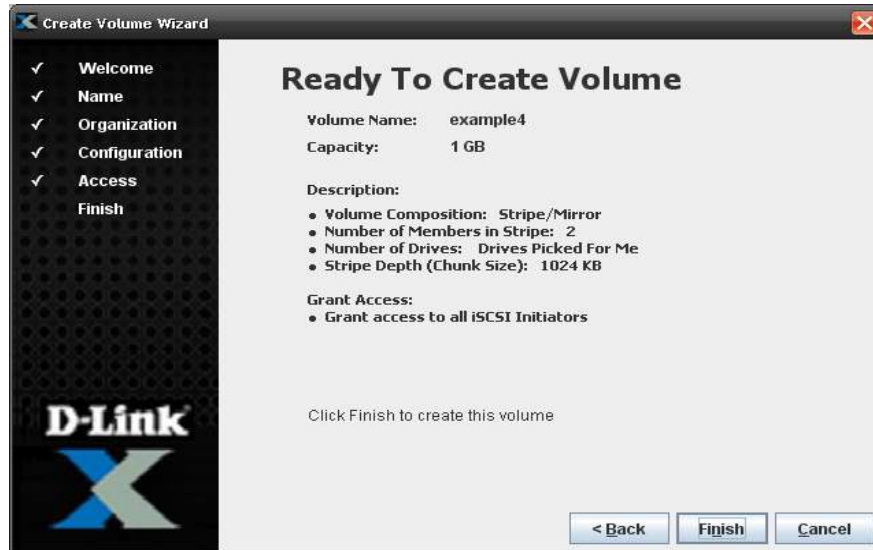 Create Volume Wizard
✓ Welcome
✓ Name
✓ Organization
✓ Configuration
✓ Access
Finish
D-Link
Ready To Create Volume
Volume Name: example4
Capacity: 1 GB
Description:
• Volume Composition: Stripe/Mirror
• Number of Members in Stripe: 2
• Number of Drives: Drives Picked For Me
• Stripe Depth (Chunk Size): 1024 KB
Grant Access:
• Grant access to all iSCSI Initiators
Click Finish to create this volume
< Back Finish Cancel